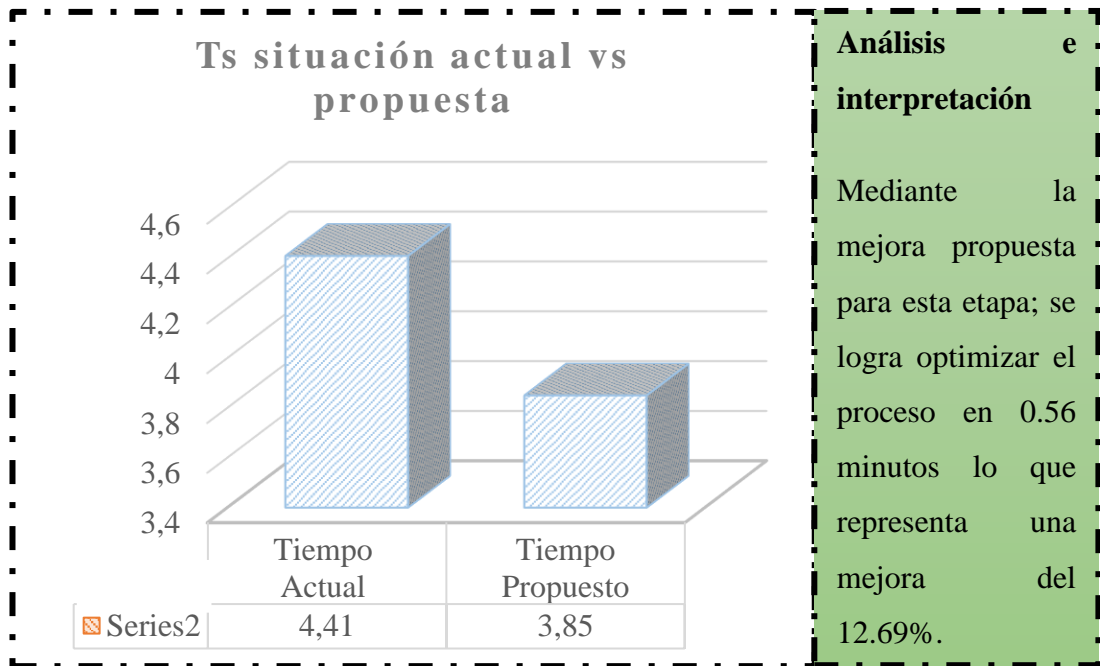 Ts situación actual vs
propuesta
4,6
4,4
4,2
4
3,8
3,6
3,4
Tiempo
Actual
Tiempo
Propuesto
Series2 4,41 3,85
Análisis e
interpretación
Mediante la
mejora propuesta
para esta etapa; se
logra optimizar el
proceso en 0.56
minutos lo que
representa una
mejora del
12.69%.